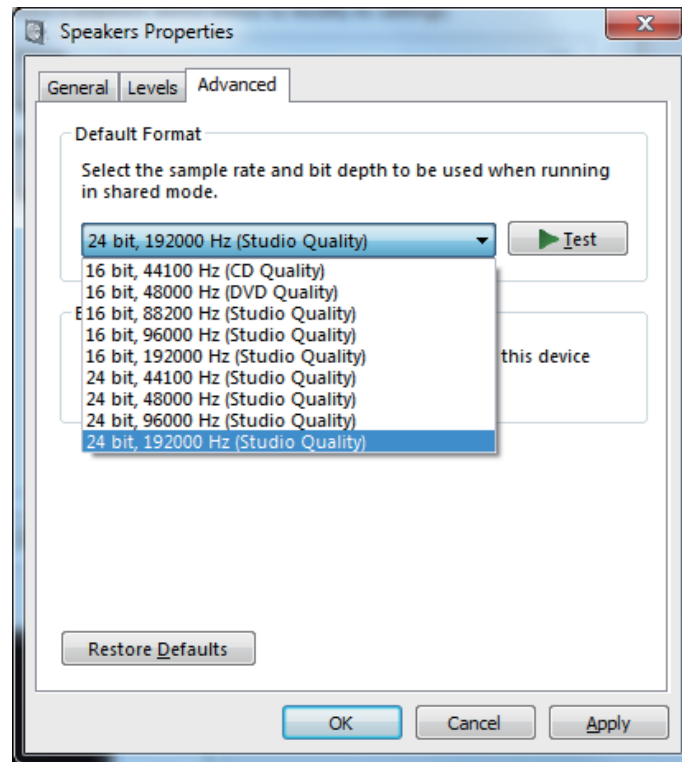 Speakers Properties
General Levels Advanced
Default Format
Select the sample rate and bit depth to be used when running
in shared mode.
24 bit, 192000 Hz (Studio Quality)
Test
16 bit, 44100 Hz (CD Quality)
16 bit, 48000 Hz (DVD Quality)
16 bit, 88200 Hz (Studio Quality)
16 bit, 96000 Hz (Studio Quality)
16 bit, 192000 Hz (Studio Quality)
this device
24 bit, 44100 Hz (Studio Quality)
24 bit, 48000 Hz (Studio Quality)
24 bit, 96000 Hz (Studio Quality)
24 bit, 192000 Hz (Studio Quality)
Restore Defaults
OK Cancel Apply